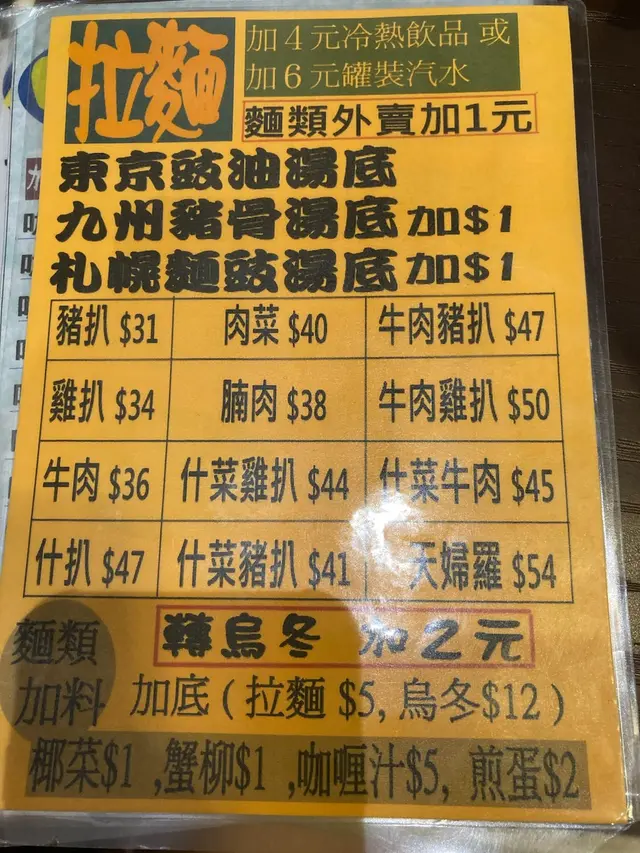 拉麵
加4元冷熱飲品 或
加6元罐裝汽水
麵類外賣加1元
東京豉油湯底
九州豬骨湯底加$1
札幌麵豉湯底加$1
豬扒 $31 肉菜 $40 牛肉豬扒 $47
雞扒 $34 腩肉 $38 牛肉雞扒 $50
牛肉 $36 什菜雞扒 $44 什菜牛肉 $45
什扒 $47 什菜豬扒 $41 天婦羅 $54
轉烏冬 加2元
麵類
加料
加底 ( 拉麵 $5, 烏冬$12 )
椰菜$1 ,蟹柳$1 ,咖喱汁$5, 煎蛋$2